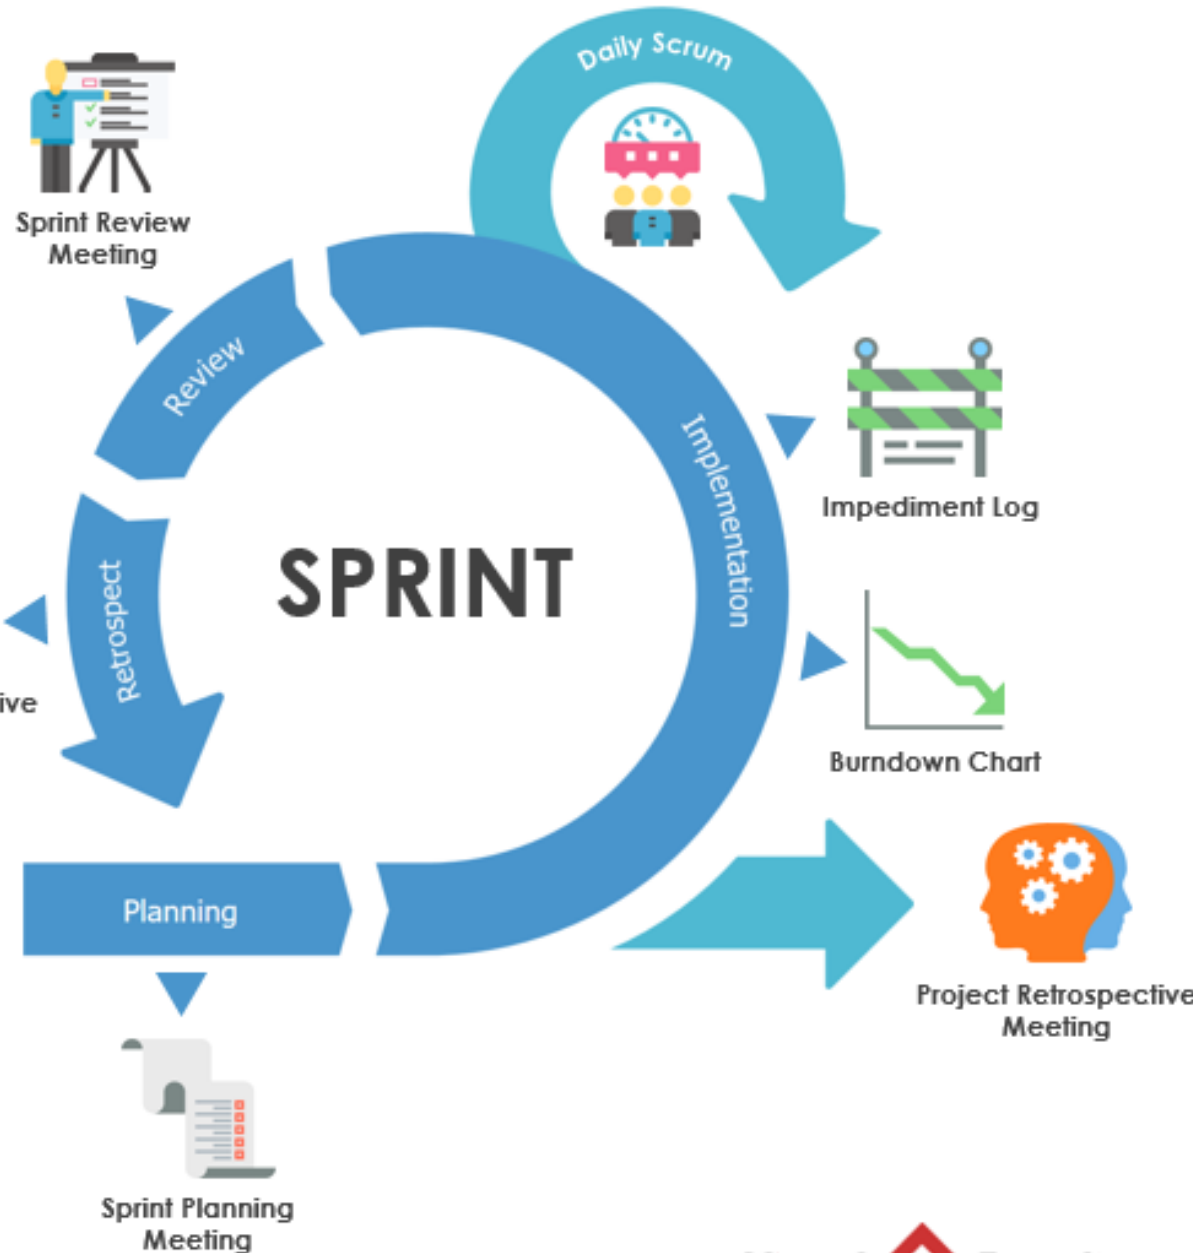 Daily Scrum
Sprint Review
Meeting
Review
Implementation
Impediment Log
SPRINT
Retrospect
ive
Burndown Chart
Planning
Project Retrospective
Meeting
Sprint Planning
Meeting